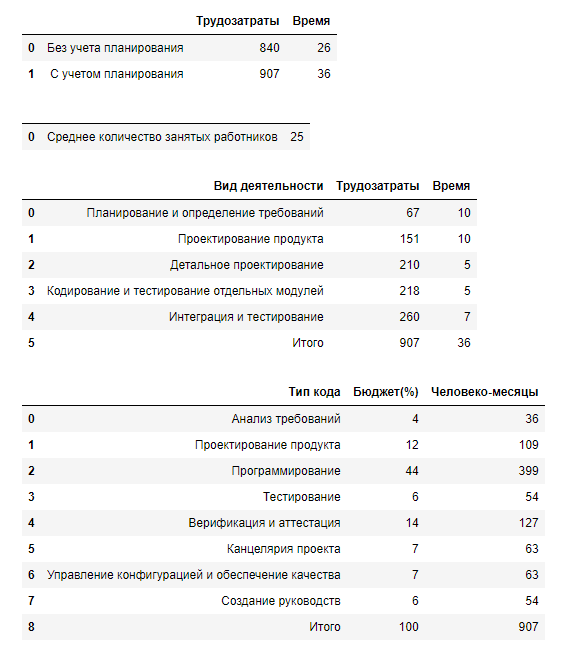 Трудозатраты Время
0 Без учета планирования 840 26
1 С учетом планирования 907 36
0 Среднее количество занятых работников 25
Вид деятельности Трудозатраты Время
0 Планирование и определение требований 67 10
1 Проектирование продукта 151 10
2 Детальное проектирование 210 5
3 Кодирование и тестирование отдельных модулей 218 5
4 Интеграция и тестирование 260 7
5 Итого 907 36
Тип кода Бюджет(%) Человеко-месяцы
0 Анализ требований 4 36
1 Проектирование продукта 12 109
2 Программирование 44 399
3 Тестирование 6 54
4 Верификация и аттестация 14 127
5 Канцелярия проекта 7 63
6 Управление конфигурацией и обеспечение качества 7 63
7 Создание руководств 6 54
8 Итого 100 907